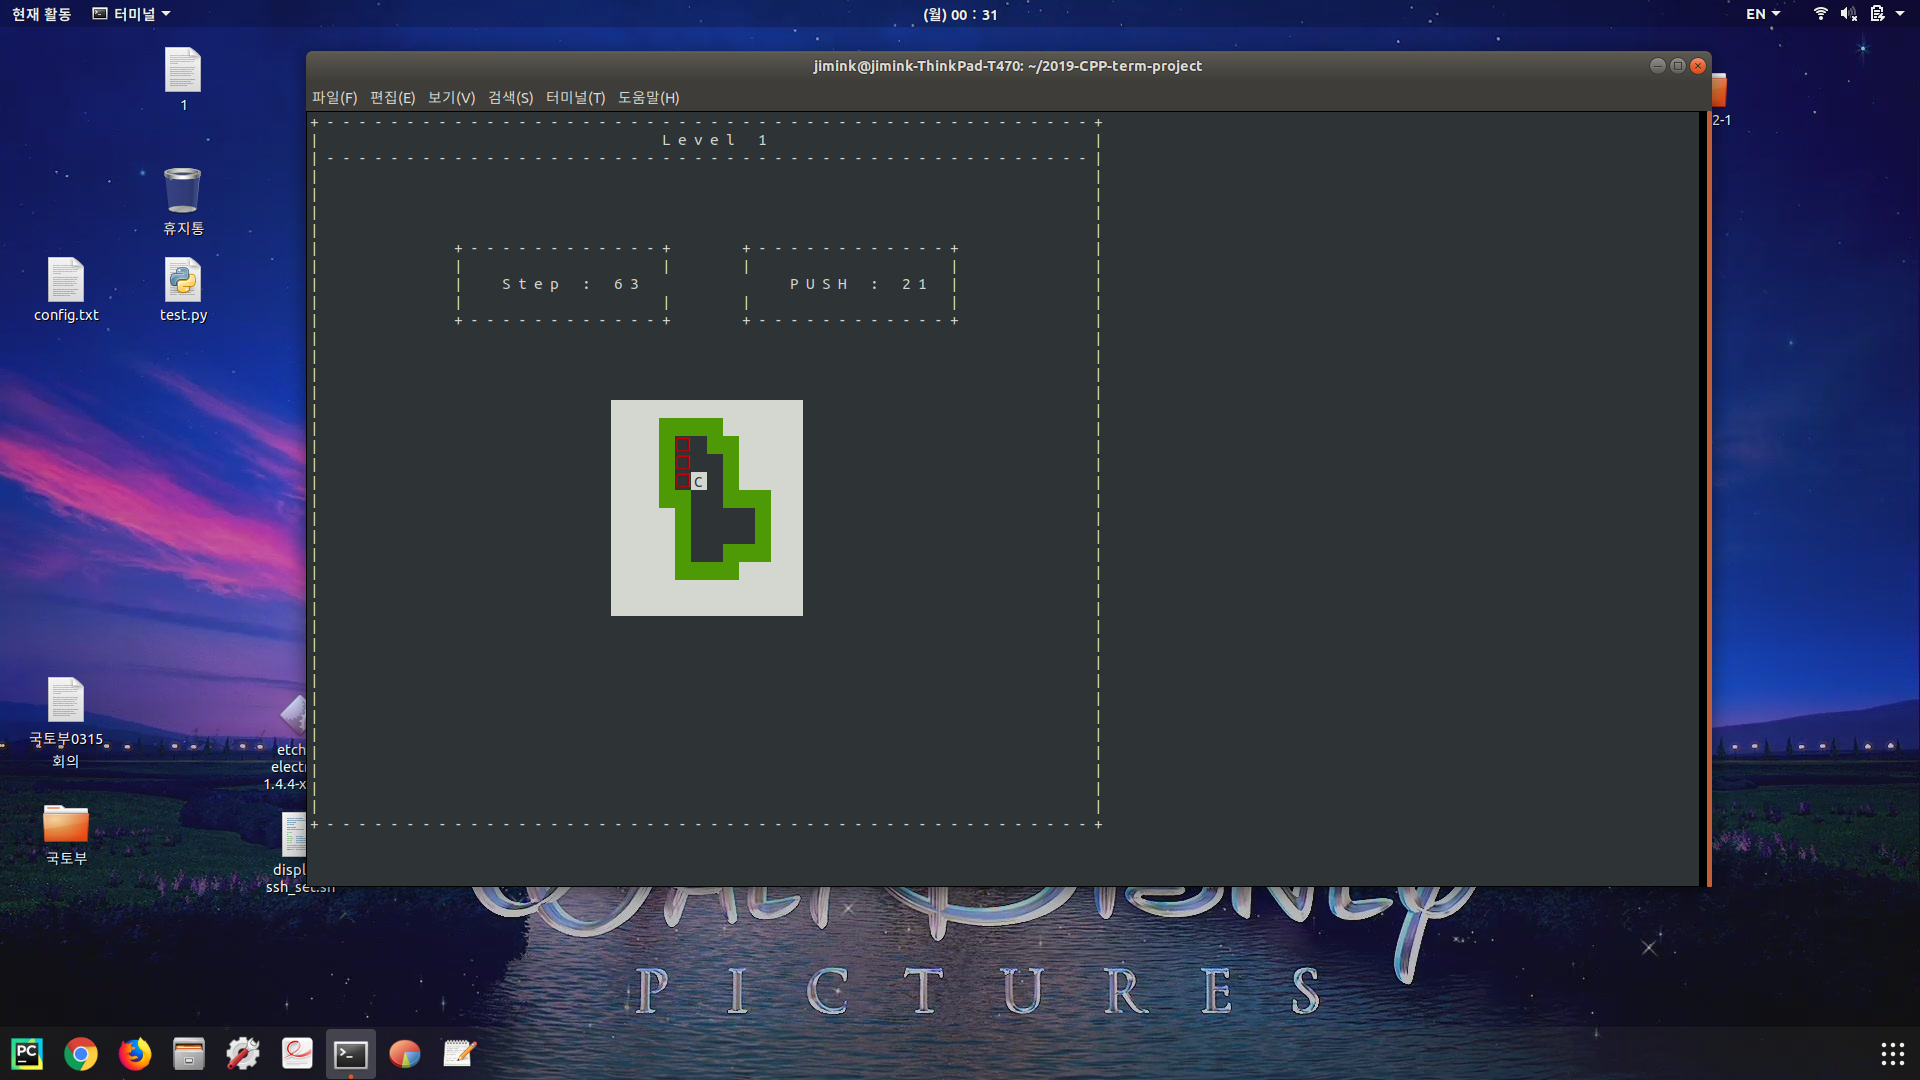 현재 활동 터미널 (월) 00 : 31 EN
1
휴지통
config.txt
test.py
국토부0315
회의
국토부
etch
1.4.4-x
displ
ssh_set.sh
2-1
jimink@jimink-ThinkPad-T470: ~/2019-CPP-term-project
파일(F) 편집(E) 보기(V) 검색(S) 터미널(T) 도움말(H)
Level 1
Step : 63 PUSH : 21
C
PICTURES
PC